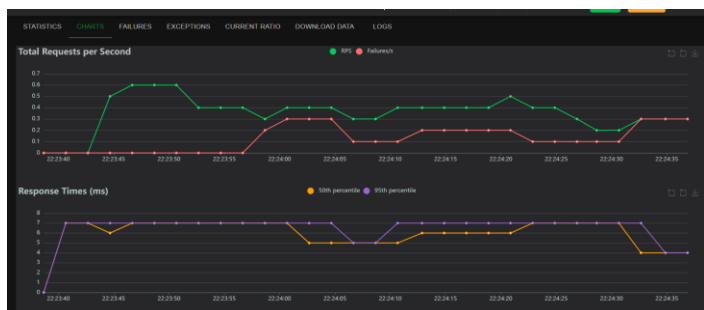 STATISTICS CHARTS FAILURES EXCEPTIONS CURRENT RATIO DOWNLOAD DATA LOGS
Total Requests per Second
RPS Failures/s
0.7
0.6
0.5
0.4
0.3
0.2
0.1
0
22:23:40 22:23:45 22:23:50 22:23:55 22:24:00 22:24:05 22:24:10 22:24:15 22:24:20 22:24:25 22:24:30 22:24:35
Response Times (ms)
50th percentile 95th percentile
8
7
6
5
4
3
2
1
0
22:23:40 22:23:45 22:23:50 22:23:55 22:24:00 22:24:05 22:24:10 22:24:15 22:24:20 22:24:25 22:24:30 22:24:35